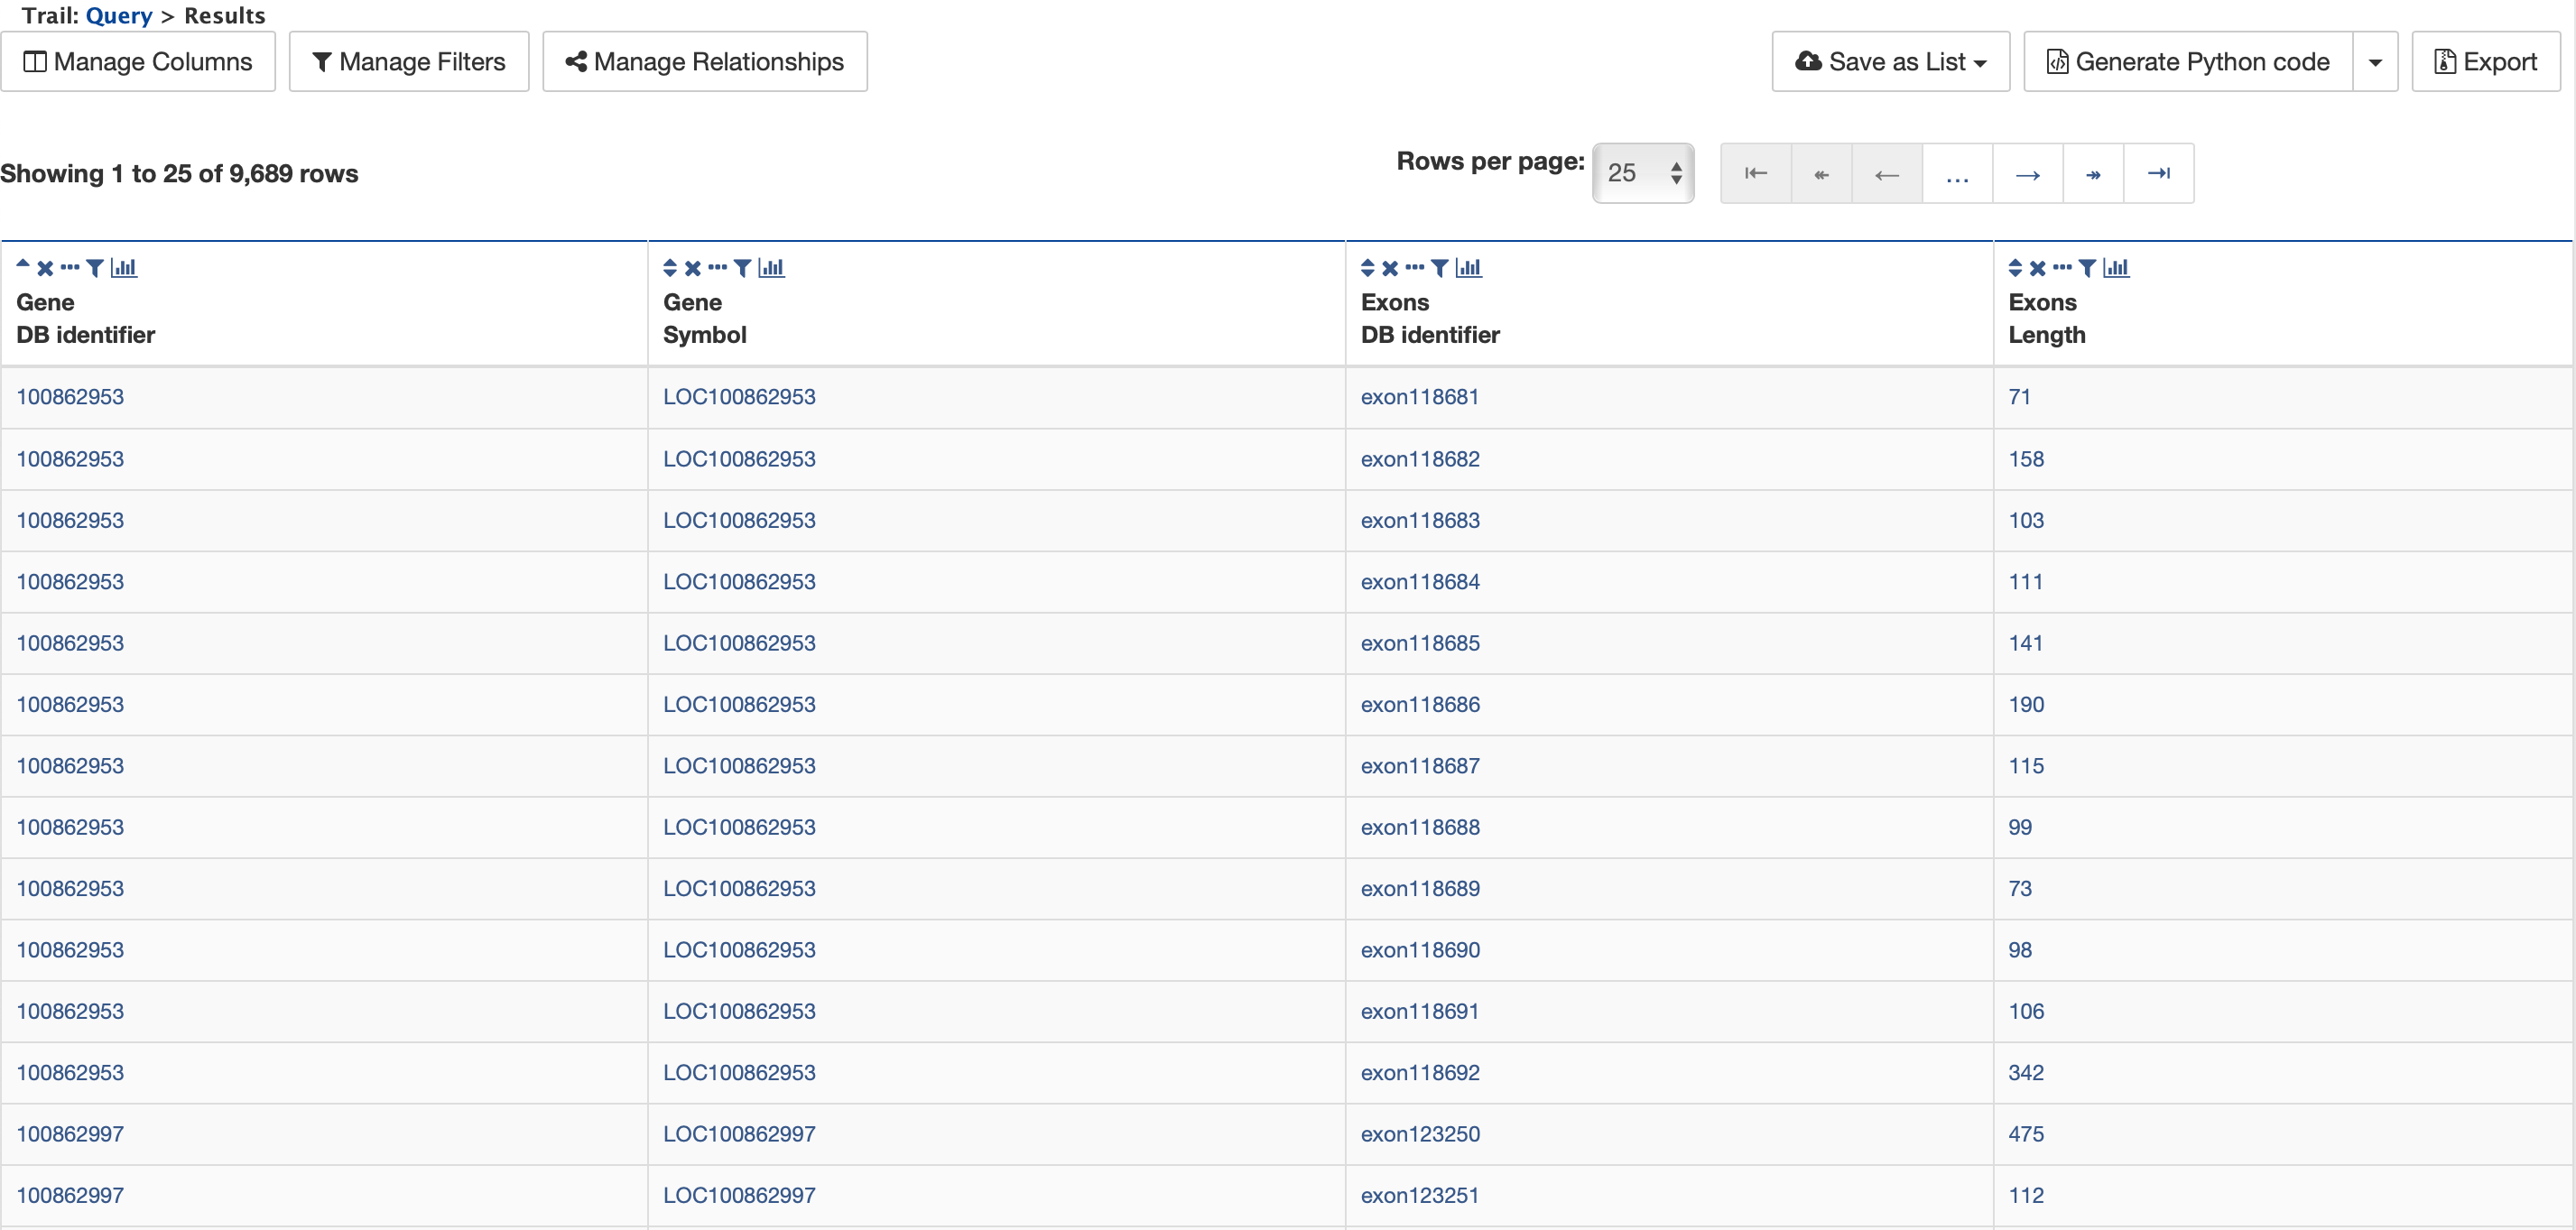 Trail: Query > Results
Manage Columns Manage Filters Manage Relationships Save as List Generate Python code Export
Showing 1 to 25 of 9,689 rows Rows per page: 25 ...
Gene Gene Exons Exons
DB identifier Symbol DB identifier Length
100862953 LOC100862953 exon118681 71
100862953 LOC100862953 exon118682 158
100862953 LOC100862953 exon118683 103
100862953 LOC100862953 exon118684 111
100862953 LOC100862953 exon118685 141
100862953 LOC100862953 exon118686 190
100862953 LOC100862953 exon118687 115
100862953 LOC100862953 exon118688 99
100862953 LOC100862953 exon118689 73
100862953 LOC100862953 exon118690 98
100862953 LOC100862953 exon118691 106
100862953 LOC100862953 exon118692 342
100862997 LOC100862997 exon123250 475
100862997 LOC100862997 exon123251 112